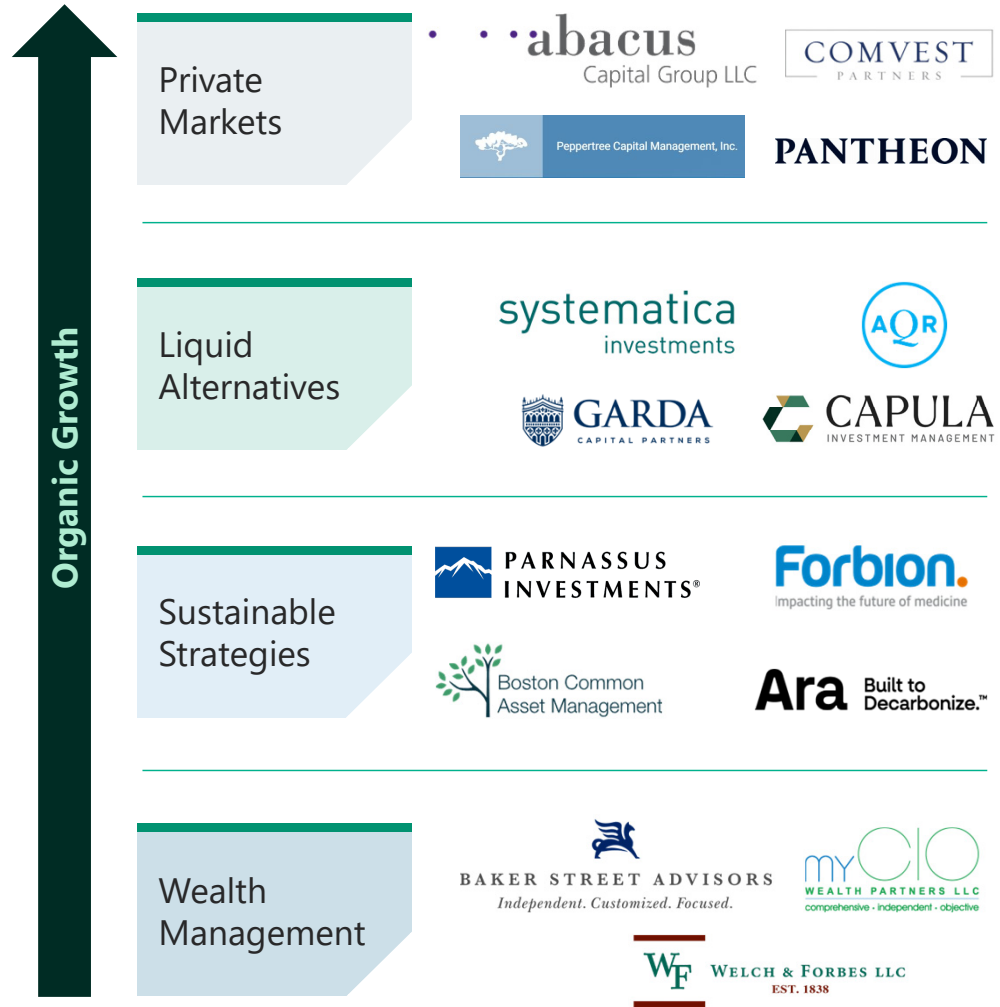 Organic Growth
Private
Markets
abacus
Capital Group LLC
COMVEST
PARTNERS
Peppertree Capital Management, Inc.
PANTHEON
Liquid
Alternatives
systematica
investments
AQR
GARDA
CAPITAL PARTNERS
CAPULA
INVESTMENT MANAGEMENT
Sustainable
Strategies
PARNASSUS
INVESTMENTS®
Forbion.
Impacting the future of medicine
Boston Common
Asset Management
Ara
Built to
Decarbonize.™
Wealth
Management
BAKER STREET ADVISORS
Independent. Customized. Focused.
myCIO
WEALTH PARTNERS LLC
comprehensive - independent - objective
WF
WELCH & FORBES LLC
EST. 1838